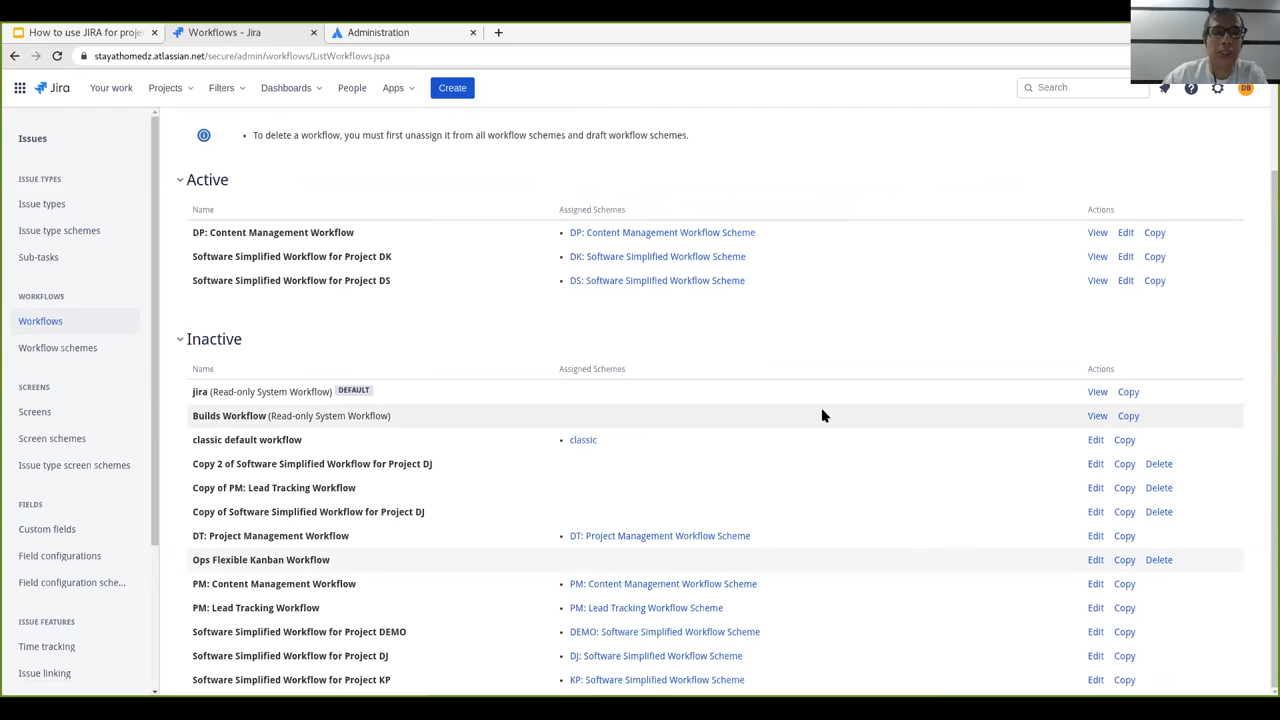 How to use JIRA for proje
Workflows - Jira
Administration
stayathomedz.atlassian.net/secure/admin/workflows/ListWorkflows.jspa
Jira Your work Projects Filters Dashboards People Apps Create Search DB
Issues
ISSUE TYPES
Issue types
Issue type schemes
Sub-tasks
WORKFLOWS
Workflows
Workflow schemes
SCREENS
Screens
Screen schemes
Issue type screen schemes
FIELDS
Custom fields
Field configurations
Field configuration sche...
ISSUE FEATURES
Time tracking
Issue linking
• To delete a workflow, you must first unassign it from all workflow schemes and draft workflow schemes.
Active
Name Assigned Schemes Actions
DP: Content Management Workflow • DP: Content Management Workflow Scheme View Edit Copy
Software Simplified Workflow for Project DK • DK: Software Simplified Workflow Scheme View Edit Copy
Software Simplified Workflow for Project DS • DS: Software Simplified Workflow Scheme View Edit Copy
Inactive
Name Assigned Schemes Actions
jira (Read-only System Workflow) DEFAULT View Copy
Builds Workflow (Read-only System Workflow) View Copy
classic default workflow • classic Edit Copy
Copy 2 of Software Simplified Workflow for Project DJ Edit Copy Delete
Copy of PM: Lead Tracking Workflow Edit Copy Delete
Copy of Software Simplified Workflow for Project DJ Edit Copy Delete
DT: Project Management Workflow • DT: Project Management Workflow Scheme Edit Copy
Ops Flexible Kanban Workflow Edit Copy Delete
PM: Content Management Workflow • PM: Content Management Workflow Scheme Edit Copy
PM: Lead Tracking Workflow • PM: Lead Tracking Workflow Scheme Edit Copy
Software Simplified Workflow for Project DEMO • DEMO: Software Simplified Workflow Scheme Edit Copy
Software Simplified Workflow for Project DJ • DJ: Software Simplified Workflow Scheme Edit Copy
Software Simplified Workflow for Project KP • KP: Software Simplified Workflow Scheme Edit Copy